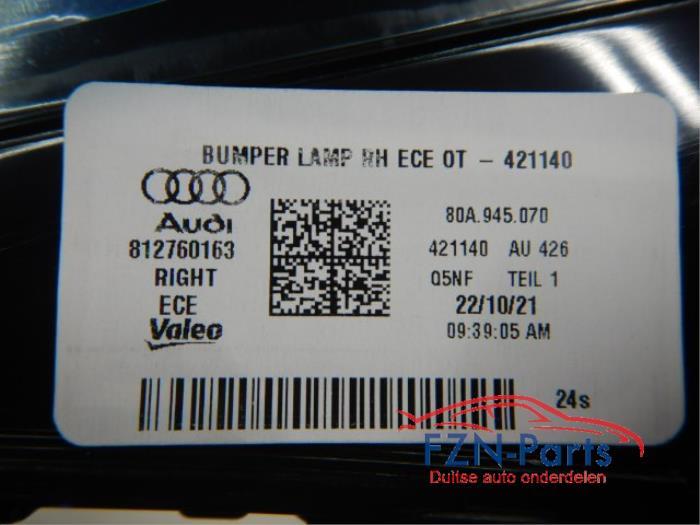 BUMPER LAMP RH ECE OT - 421140
Audi
812760163
RIGHT
ECE
Valeo
80A.945.070
421140 AU 426
Q5NF TEIL 1
22/10/21
09:39:05 AM
24s
FZN-Parts
Duitse auto onderdelen